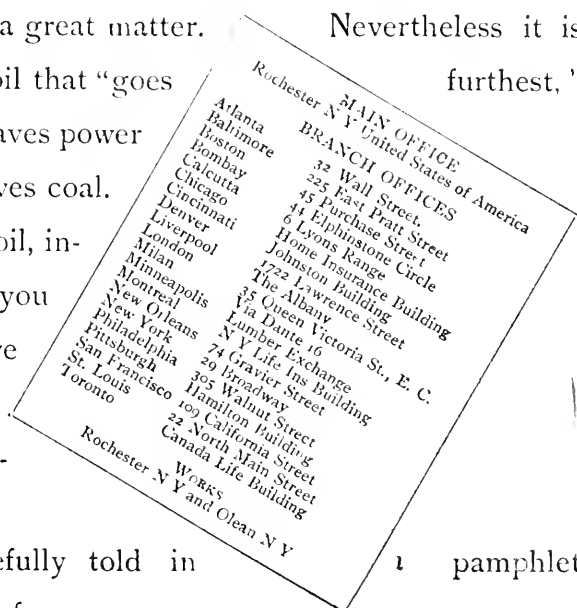 a great matter. Nevertheless it is
oil that "goes furthest,"
aves power
ves coal.
oil, in-
you
ve
-
efully told in a pamphlet
MAIN OFFICE
Rochester N Y United States of America
BRANCH OFFICES
Atlanta 32 Wall Street.
Baltimore 225 East Pratt Street
Boston 45 Purchase Street
Bombay 44 Elphinstone Circle
Calcutta 6 Lyons Range
Chicago Home Insurance Building
Cincinnati Johnston Building
Denver 1722 Lawrence Street
Liverpool The Albany
London 35 Queen Victoria St., E. C.
Milan Via Dante 16
Minneapolis Lumber Exchange
Montreal N Y Life Ins Building
New Orleans 74 Gravier Street
New York 29 Broadway
Philadelphia 305 Walnut Street
Pittsburgh Hamilton Building
San Francisco 109 California Street
St. Louis 22 North Main Street
Toronto Canada Life Building
WORKS
Rochester N Y and Olean N Y